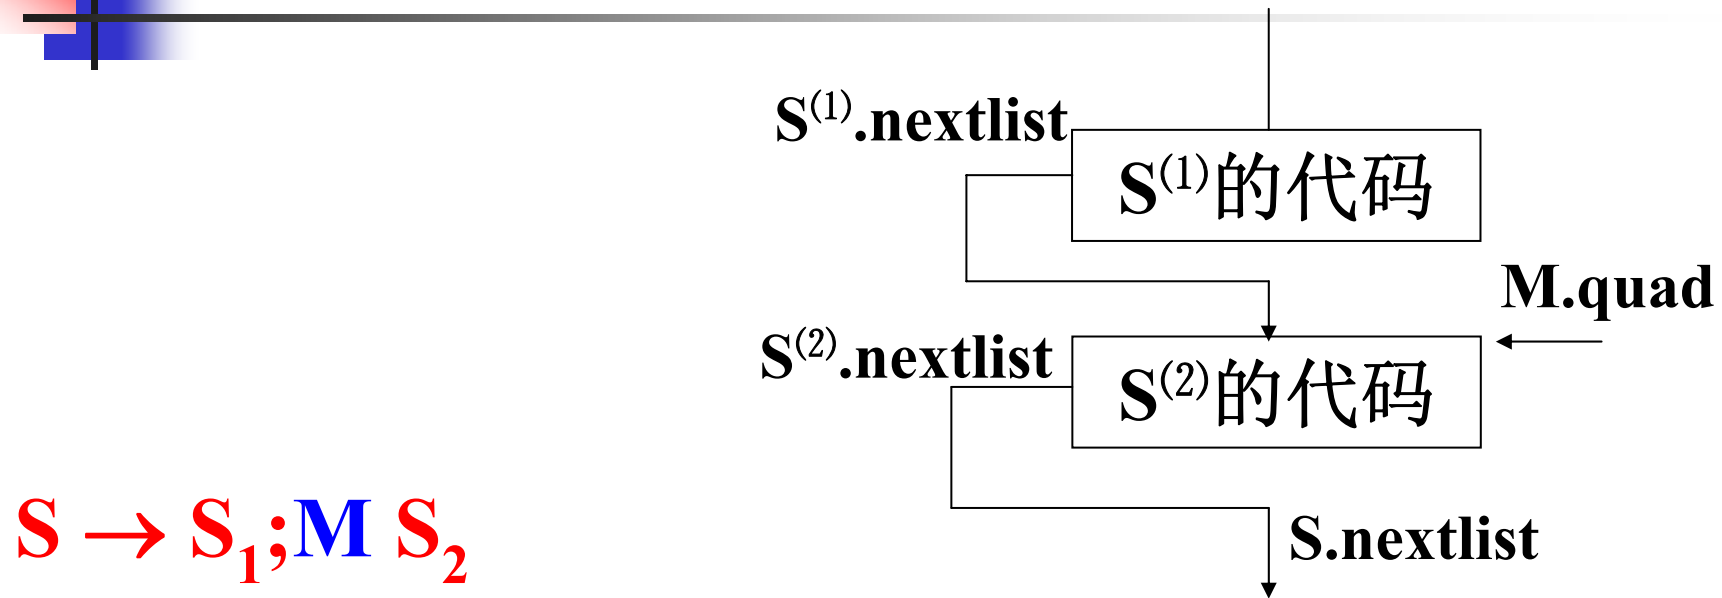 S⁽¹⁾.nextlist
S⁽¹⁾的代码
M.quad
S⁽²⁾.nextlist
S⁽²⁾的代码
S → S₁;M S₂
S.nextlist